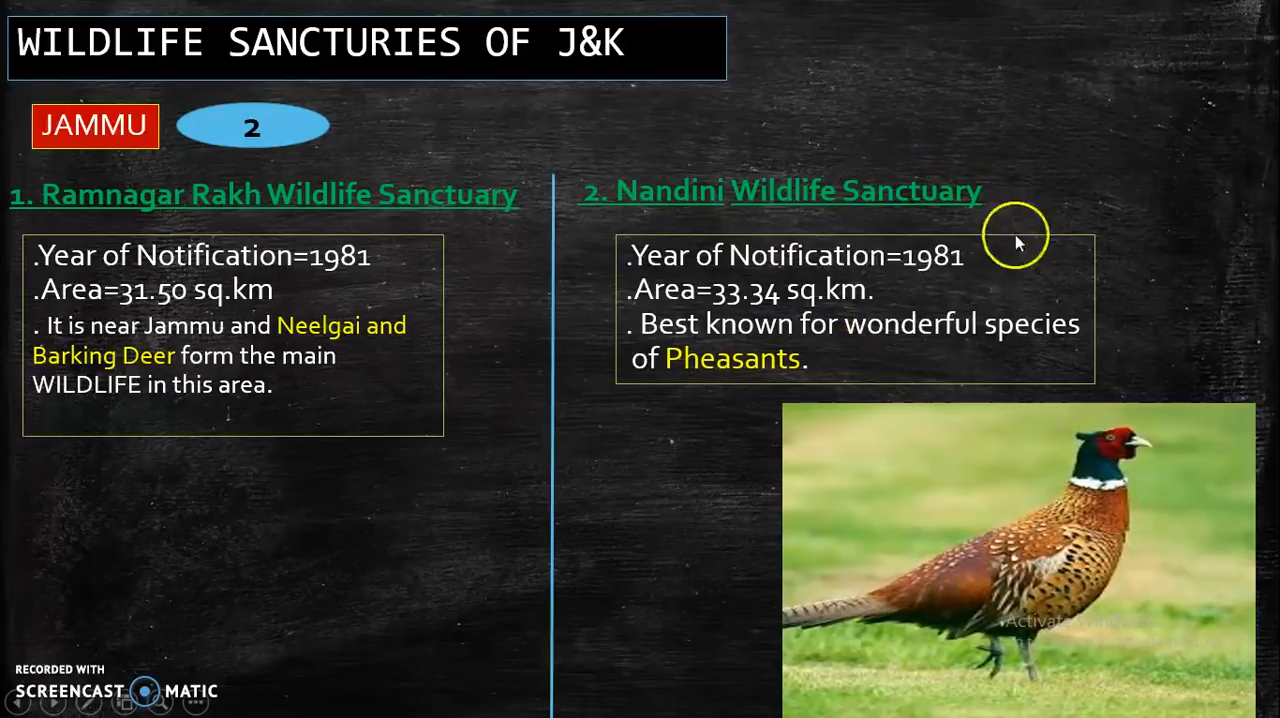 WILDLIFE SANCTURIES OF J&K
JAMMU
2
1. Ramnagar Rakh Wildlife Sanctuary
.Year of Notification=1981
.Area=31.50 sq.km
. It is near Jammu and Neelgai and
Barking Deer form the main
WILDLIFE in this area.
2. Nandini Wildlife Sanctuary
.Year of Notification=1981
.Area=33.34 sq.km.
. Best known for wonderful species
of Pheasants.
RECORDED WITH
SCREENCAST MATIC